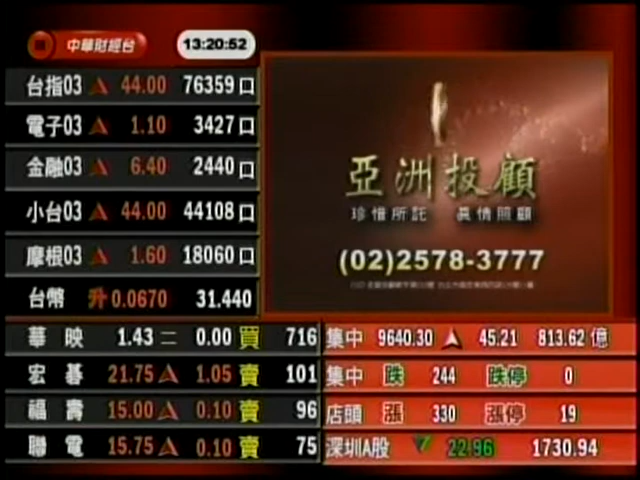 中華財經台 13:20:52
台指03 44.00 76359口
電子03 1.10 3427口
金融03 6.40 2440口
小台03 44.00 44108口
摩根03 1.60 18060口
台幣 升0.0670 31.440
亞洲投顧
珍惜所託 真情照顧
(02)2578-3777
華映 1.43 二 0.00 買 716
宏碁 21.75 1.05 賣 101
福壽 15.00 0.10 賣 96
聯電 15.75 0.10 賣 75
集中 9640.30 45.21 813.62 億
集中 跌 244 跌停 0
店頭 漲 330 漲停 19
深圳A股 22.96 1730.94